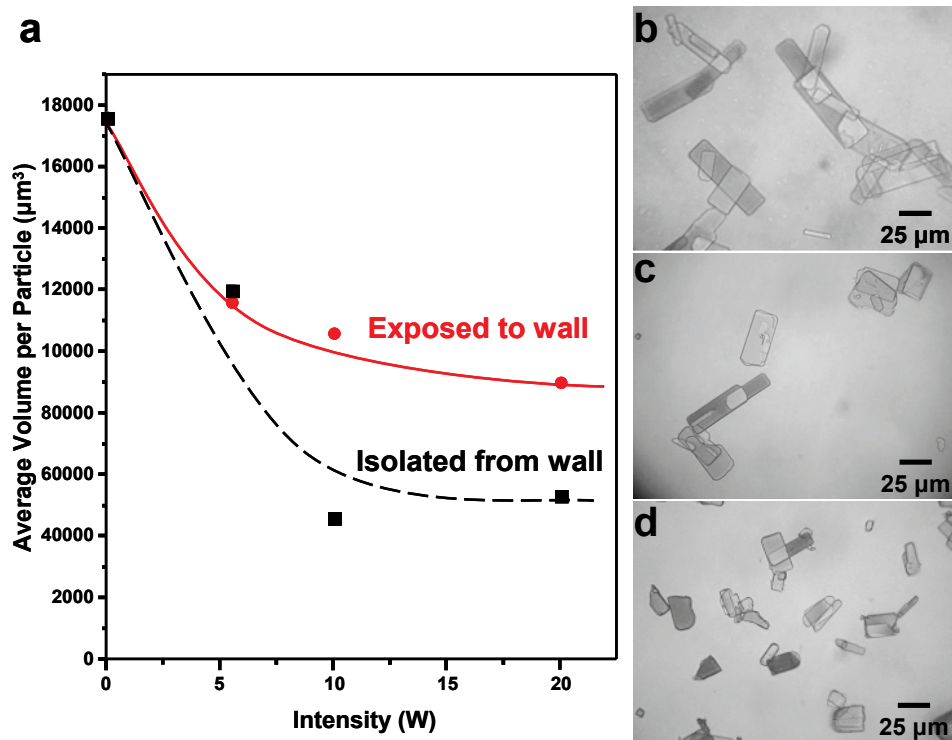 a
Average Volume per Particle (µm³)
18000
16000
14000
12000
10000
80000
60000
40000
2000
0
Exposed to wall
Isolated from wall
0
5
10
15
20
Intensity (W)
b
25 µm
c
25 µm
d
25 µm